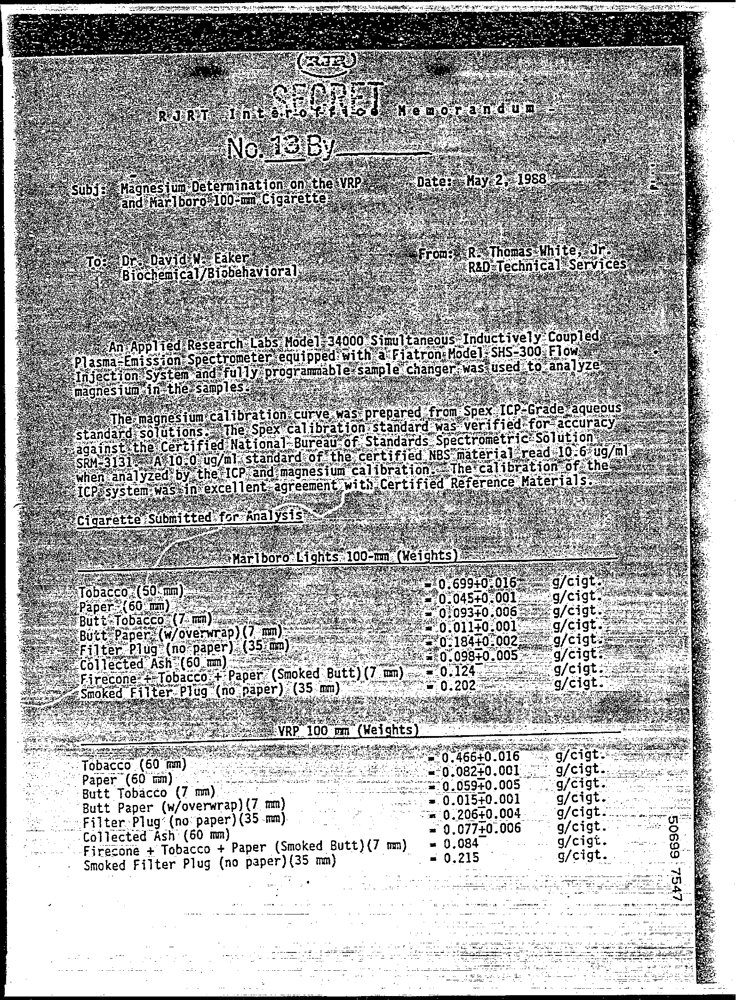 RJR
SECRET
RJRT Interoffice Memorandum
No. 13 By
Subj: Magnesium Determination on the VRP Date: May 2, 1988
and Marlboro 100-mm Cigarette
To: Dr. David W. Eaker From: R. Thomas White, Jr.
Biochemical/Biobehavioral R&D Technical Services
An Applied Research Labs Model 34000 Simultaneous Inductively Coupled
Plasma-Emission Spectrometer equipped with a Fiatron Model SHS-300 Flow
Injection System and fully programmable sample changer was used to analyze
magnesium in the samples.
The magnesium calibration curve was prepared from Spex ICP-Grade aqueous
standard solutions. The Spex calibration standard was verified for accuracy
against the Certified National Bureau of Standards Spectrometric Solution
SRM-3131. A 10.0 ug/ml standard of the certified NBS material read 10.6 ug/ml
when analyzed by the ICP and magnesium calibration. The calibration of the
ICP system was in excellent agreement with Certified Reference Materials.
Cigarette Submitted for Analysis
Marlboro Lights 100-mm (Weights)
Tobacco (50 mm) = 0.699+0.016 g/cigt.
Paper (60 mm) = 0.045+0.001 g/cigt.
Butt Tobacco (7 mm) = 0.093+0.006 g/cigt.
Butt Paper (w/overwrap)(7 mm) = 0.011+0.001 g/cigt.
Filter Plug (no paper) (35 mm) = 0.184+0.002 g/cigt.
Collected Ash (60 mm) = 0.098+0.005 g/cigt.
Firecone + Tobacco + Paper (Smoked Butt)(7 mm) = 0.124 g/cigt.
Smoked Filter Plug (no paper) (35 mm) = 0.202 g/cigt.
VRP 100 mm (Weights)
Tobacco (60 mm) = 0.466+0.016 g/cigt.
Paper (60 mm) = 0.082+0.001 g/cigt.
Butt Tobacco (7 mm) = 0.059+0.005 g/cigt.
Butt Paper (w/overwrap)(7 mm) = 0.015+0.001 g/cigt.
Filter Plug (no paper)(35 mm) = 0.206+0.004 g/cigt.
Collected Ash (60 mm) = 0.077+0.006 g/cigt.
Firecone + Tobacco + Paper (Smoked Butt)(7 mm) = 0.084 g/cigt.
Smoked Filter Plug (no paper)(35 mm) = 0.215 g/cigt.
50699 7547